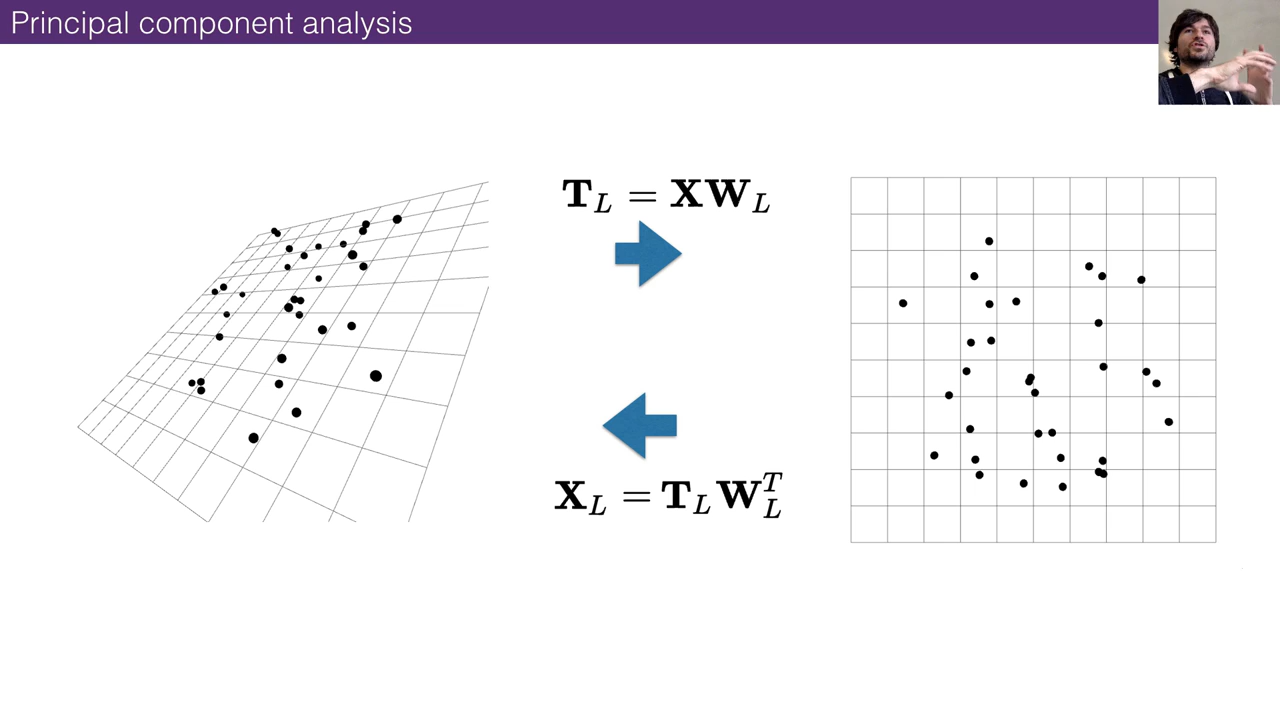 Principal component analysis
𝐓_L = 𝐗𝐖_L
𝐗_L = 𝐓_L 𝐖_L^T